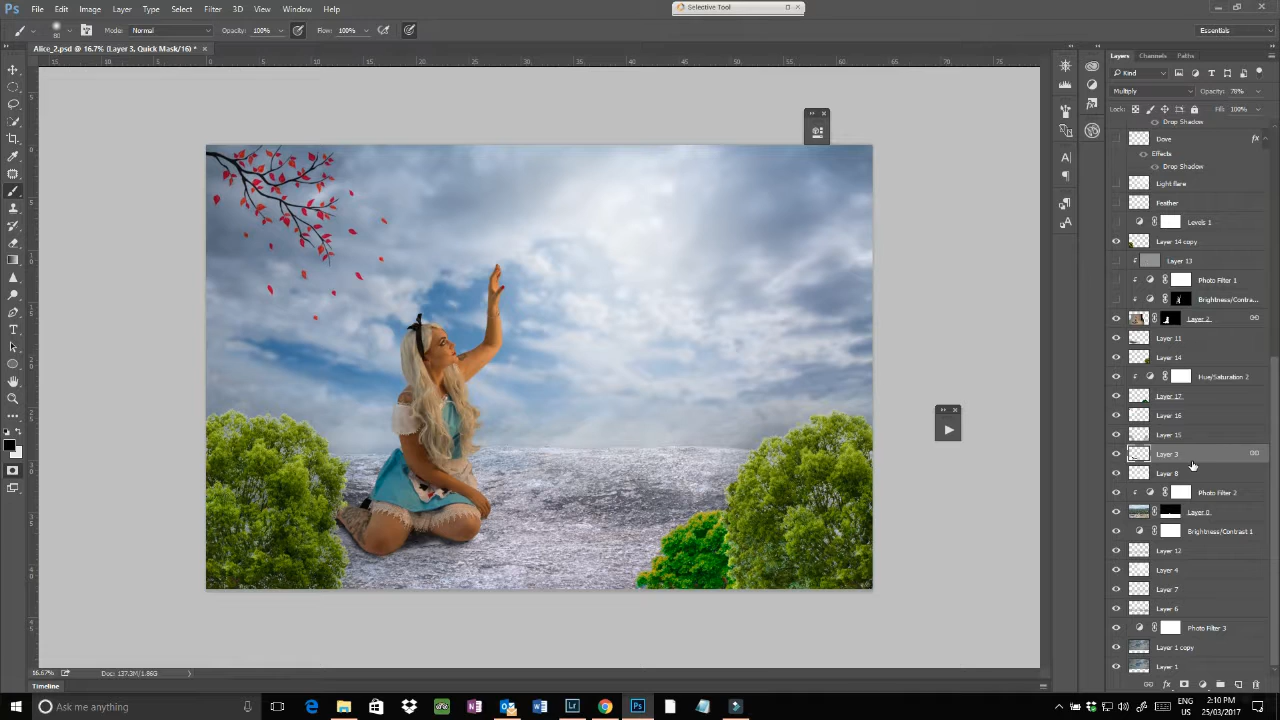 Ps File Edit Image Layer Type Select Filter 3D View Window Help
Selective Tool
80 Mode: Normal Opacity: 100% Flow: 100% Essentials
Alice_2.psd @ 16.7% (Layer 3, Quick Mask/16) * ×
Layers Channels Paths
Kind
Multiply Opacity: 78%
Lock: Fill: 100%
Drop Shadow
Dove fx
Effects
Drop Shadow
Light flare
Feather
Levels 1
Layer 14 copy
Layer 13
Photo Filter 1
Brightness/Contra...
Layer 2
Layer 11
Layer 14
Hue/Saturation 2
Layer 17
Layer 16
Layer 15
Layer 3
Layer 8
Photo Filter 2
Layer 0
Brightness/Contrast 1
Layer 12
Layer 4
Layer 7
Layer 6
Photo Filter 3
Layer 1 copy
Layer 1
16.67% Doc: 137.3M/1.86G
Timeline
Ask me anything
ENG
US
2:10 PM
25/03/2017